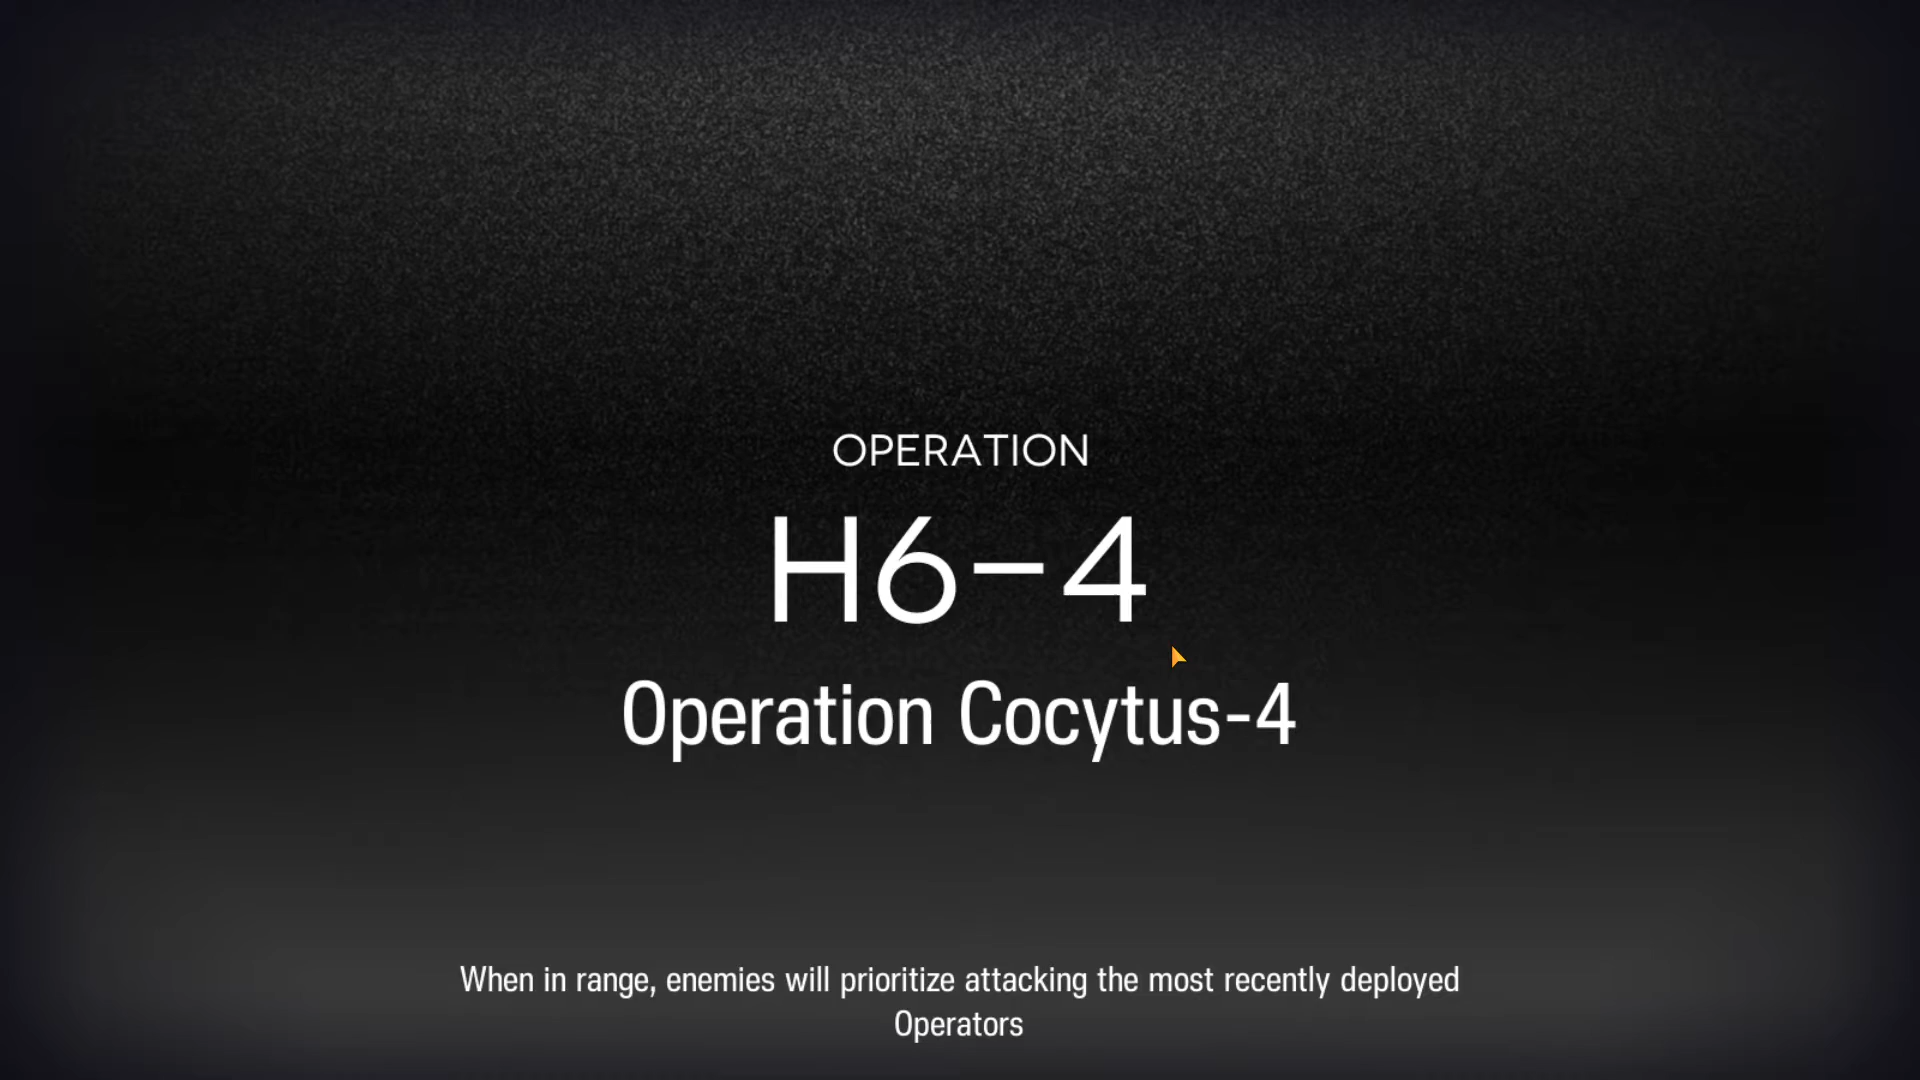 OPERATION
H6-4
Operation Cocytus-4
When in range, enemies will prioritize attacking the most recently deployed
Operators